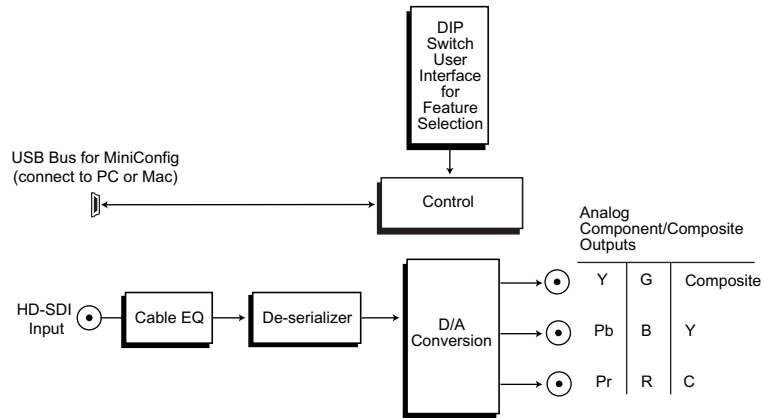 DIP
Switch
User
Interface
for
Feature
Selection
USB Bus for MiniConfig
(connect to PC or Mac)
Control
Analog
Component/Composite
Outputs
Y G Composite
HD-SDI
Input
Cable EQ
De-serializer
D/A
Conversion
Pb B Y
Pr R C